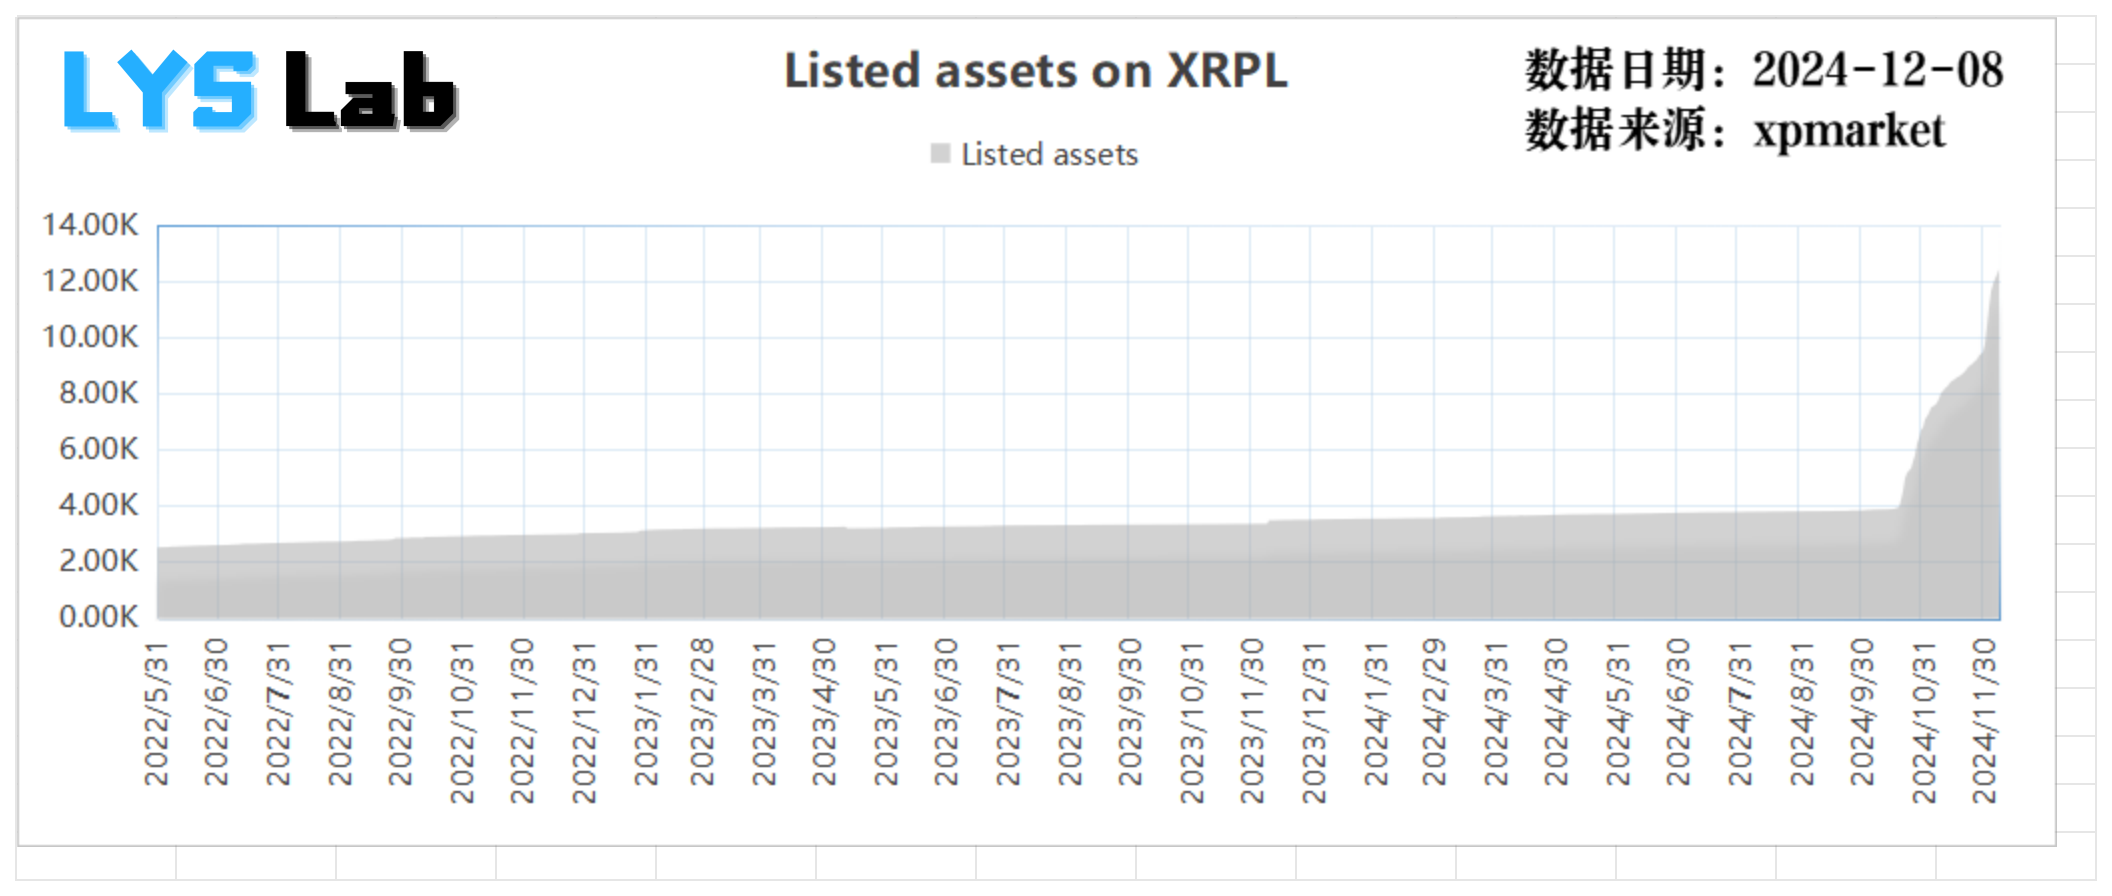 LYS Lab
Listed assets on XRPL
数据日期：2024-12-08
数据来源：xpmarket
Listed assets
14.00K
12.00K
10.00K
8.00K
6.00K
4.00K
2.00K
0.00K
2022/5/31
2022/6/30
2022/7/31
2022/8/31
2022/9/30
2022/10/31
2022/11/30
2022/12/31
2023/1/31
2023/2/28
2023/3/31
2023/4/30
2023/5/31
2023/6/30
2023/7/31
2023/8/31
2023/9/30
2023/10/31
2023/11/30
2023/12/31
2024/1/31
2024/2/29
2024/3/31
2024/4/30
2024/5/31
2024/6/30
2024/7/31
2024/8/31
2024/9/30
2024/10/31
2024/11/30